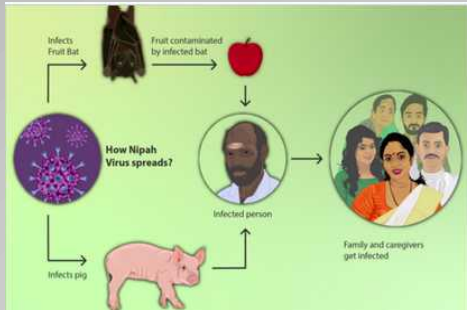 Infects
Fruit Bat
Fruit contaminated
by infected bat
How Nipah
Virus spreads?
Infected person
Family and caregivers
get infected
Infects pig